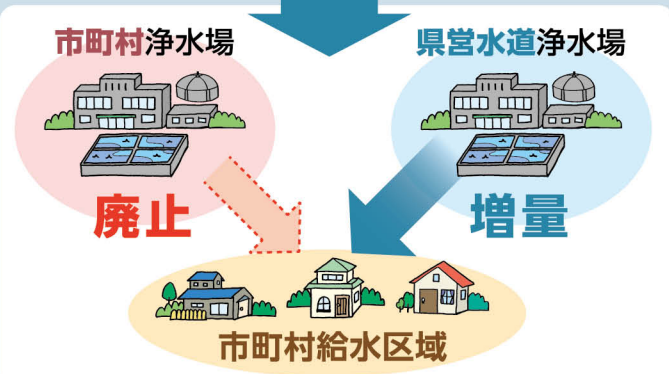 市町村浄水場
県営水道浄水場
廃止
増量
市町村給水区域